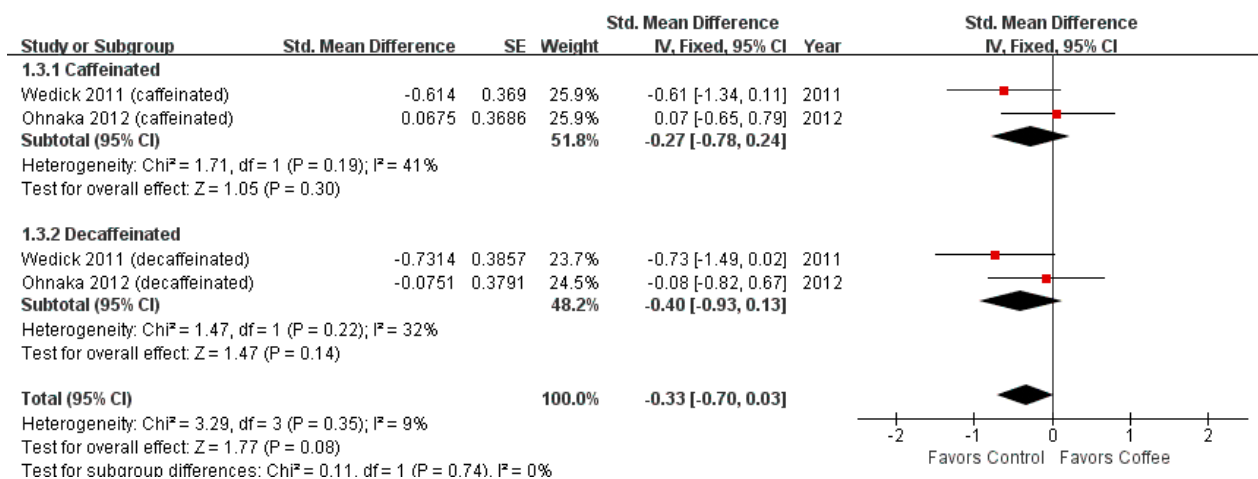 Std. Mean Difference Std. Mean Difference
Study or Subgroup Std. Mean Difference SE Weight IV, Fixed, 95% CI Year IV, Fixed, 95% CI
1.3.1 Caffeinated
Wedick 2011 (caffeinated) -0.614 0.369 25.9% -0.61 [-1.34, 0.11] 2011
Ohnaka 2012 (caffeinated) 0.0675 0.3686 25.9% 0.07 [-0.65, 0.79] 2012
Subtotal (95% CI) 51.8% -0.27 [-0.78, 0.24]
Heterogeneity: Chi² = 1.71, df = 1 (P = 0.19); I² = 41%
Test for overall effect: Z = 1.05 (P = 0.30)
1.3.2 Decaffeinated
Wedick 2011 (decaffeinated) -0.7314 0.3857 23.7% -0.73 [-1.49, 0.02] 2011
Ohnaka 2012 (decaffeinated) -0.0751 0.3791 24.5% -0.08 [-0.82, 0.67] 2012
Subtotal (95% CI) 48.2% -0.40 [-0.93, 0.13]
Heterogeneity: Chi² = 1.47, df = 1 (P = 0.22); I² = 32%
Test for overall effect: Z = 1.47 (P = 0.14)
Total (95% CI) 100.0% -0.33 [-0.70, 0.03]
Heterogeneity: Chi² = 3.29, df = 3 (P = 0.35); I² = 9%
Test for overall effect: Z = 1.77 (P = 0.08)
Test for subgroup differences: Chi² = 0.11, df = 1 (P = 0.74), I² = 0%
-2 -1 0 1 2
Favors Control Favors Coffee